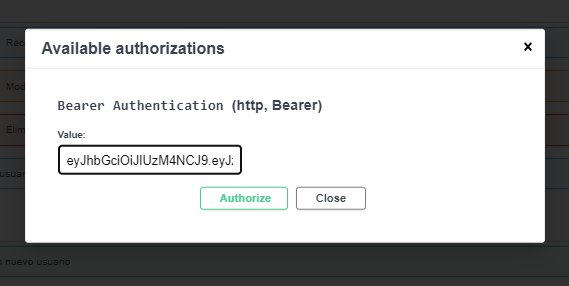 Available authorizations
Rec
Mod
Bearer Authentication (http, Bearer)
Elim
Value:
eyJhbGciOiJIUzM4NCJ9.eyJ
usuar
Authorize
Close
nuevo usuario